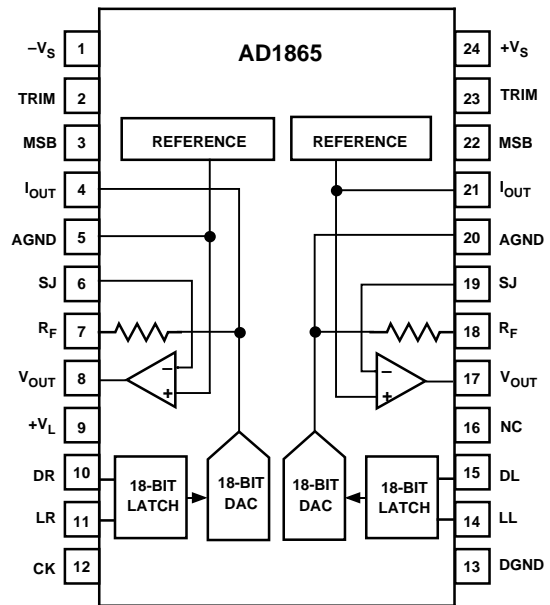 AD1865
–VS 1
24 +VS
TRIM 2
23 TRIM
MSB 3
22 MSB
REFERENCE
REFERENCE
IOUT 4
21 IOUT
AGND 5
20 AGND
SJ 6
19 SJ
RF 7
18 RF
VOUT 8
–
+
–
+
17 VOUT
+VL 9
16 NC
DR 10
15 DL
18-BIT
LATCH
18-BIT
DAC
18-BIT
DAC
18-BIT
LATCH
LR 11
14 LL
CK 12
13 DGND